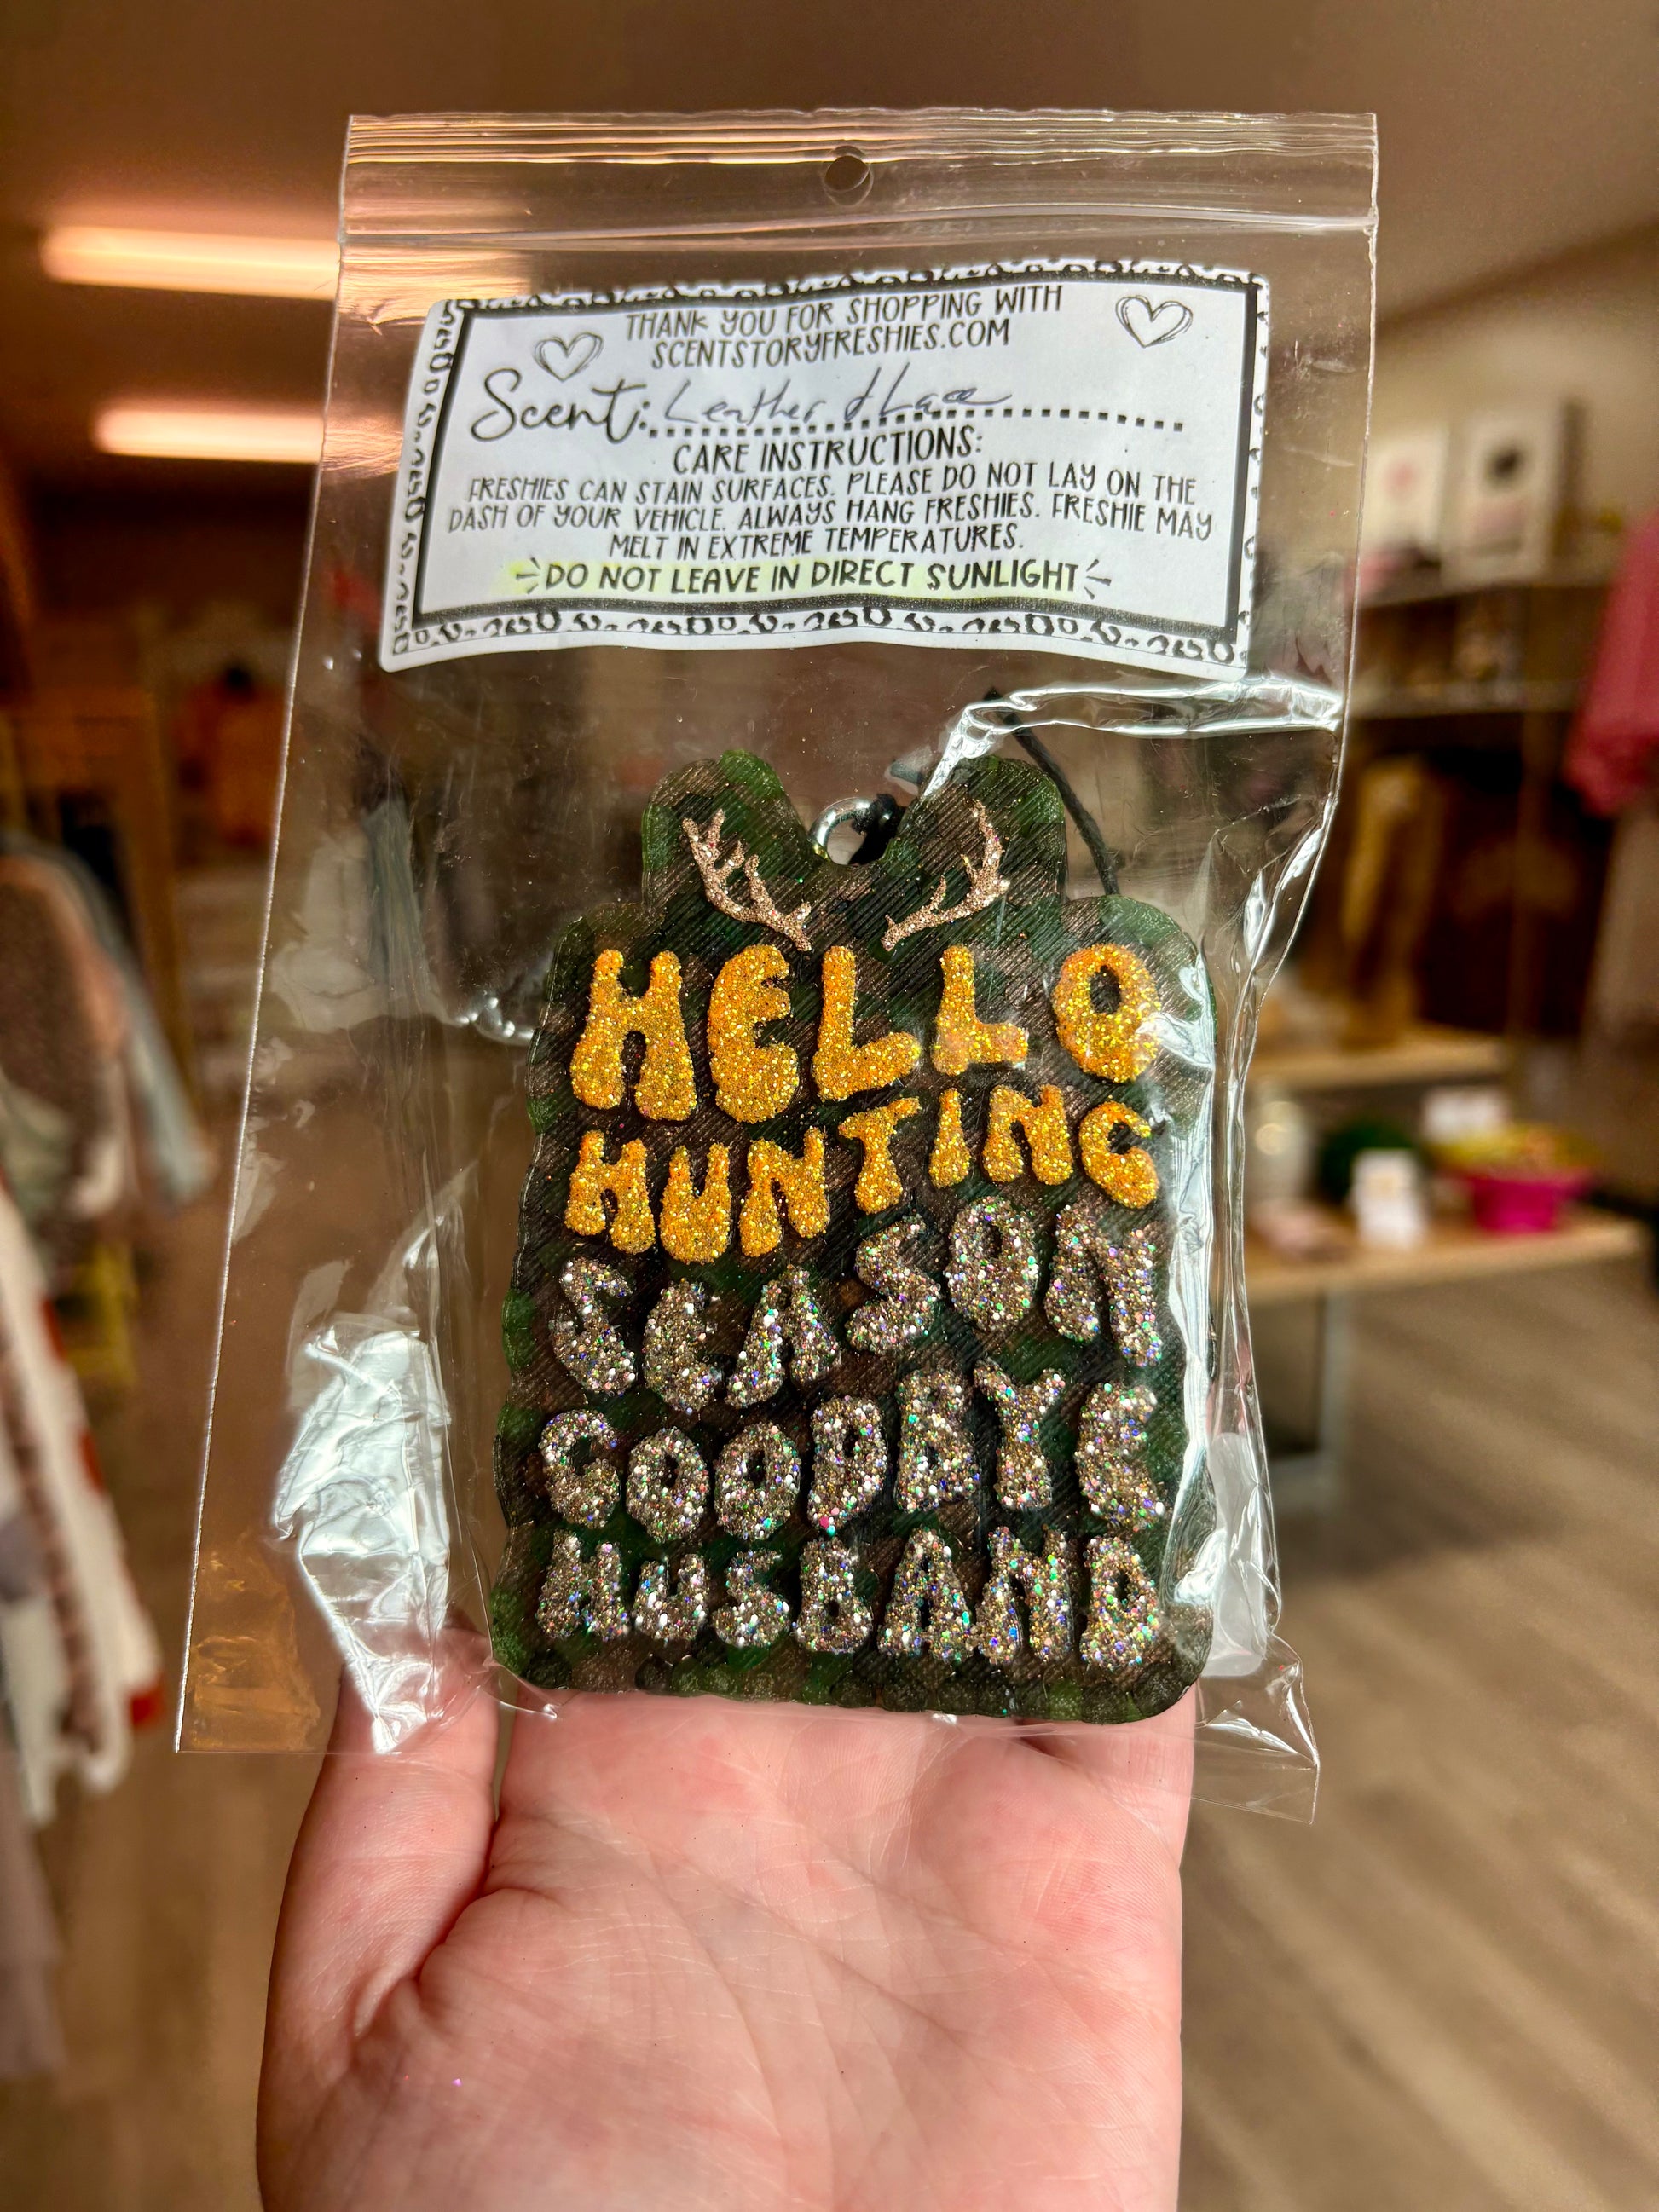 THANK YOU FOR SHOPPING WITH
SCENTSTORYFRESHIES.COM
Scent: Leather & Lace
CARE INSTRUCTIONS:
FRESHIES CAN STAIN SURFACES. PLEASE DO NOT LAY ON THE
DASH OF YOUR VEHICLE. ALWAYS HANG FRESHIES. FRESHIE MAY
MELT IN EXTREME TEMPERATURES.
DO NOT LEAVE IN DIRECT SUNLIGHT
HELLO
HUNTING
SEASON
GOODBYE
HUSBAND